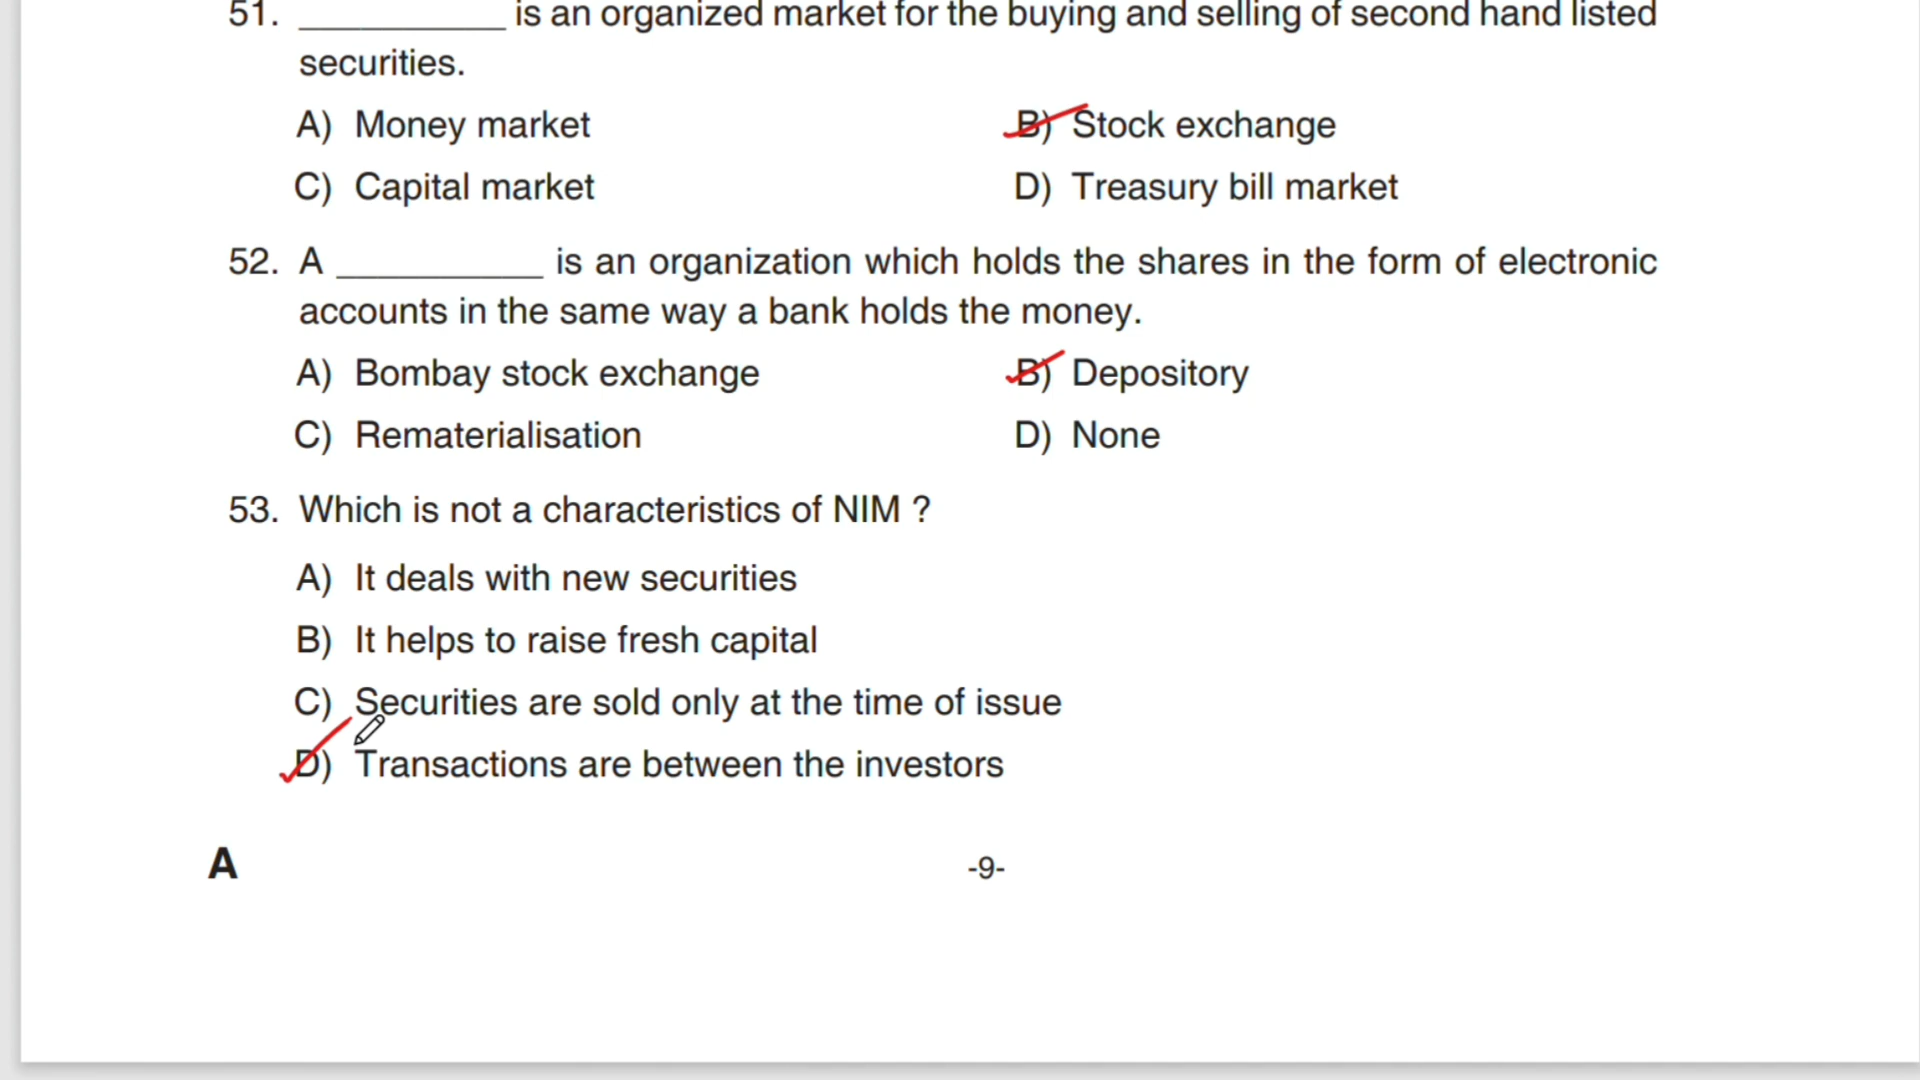 51. __________ is an organized market for the buying and selling of second hand listed
securities.
A) Money market B) Stock exchange
C) Capital market D) Treasury bill market
52. A __________ is an organization which holds the shares in the form of electronic
accounts in the same way a bank holds the money.
A) Bombay stock exchange B) Depository
C) Rematerialisation D) None
53. Which is not a characteristics of NIM ?
A) It deals with new securities
B) It helps to raise fresh capital
C) Securities are sold only at the time of issue
D) Transactions are between the investors
A -9-